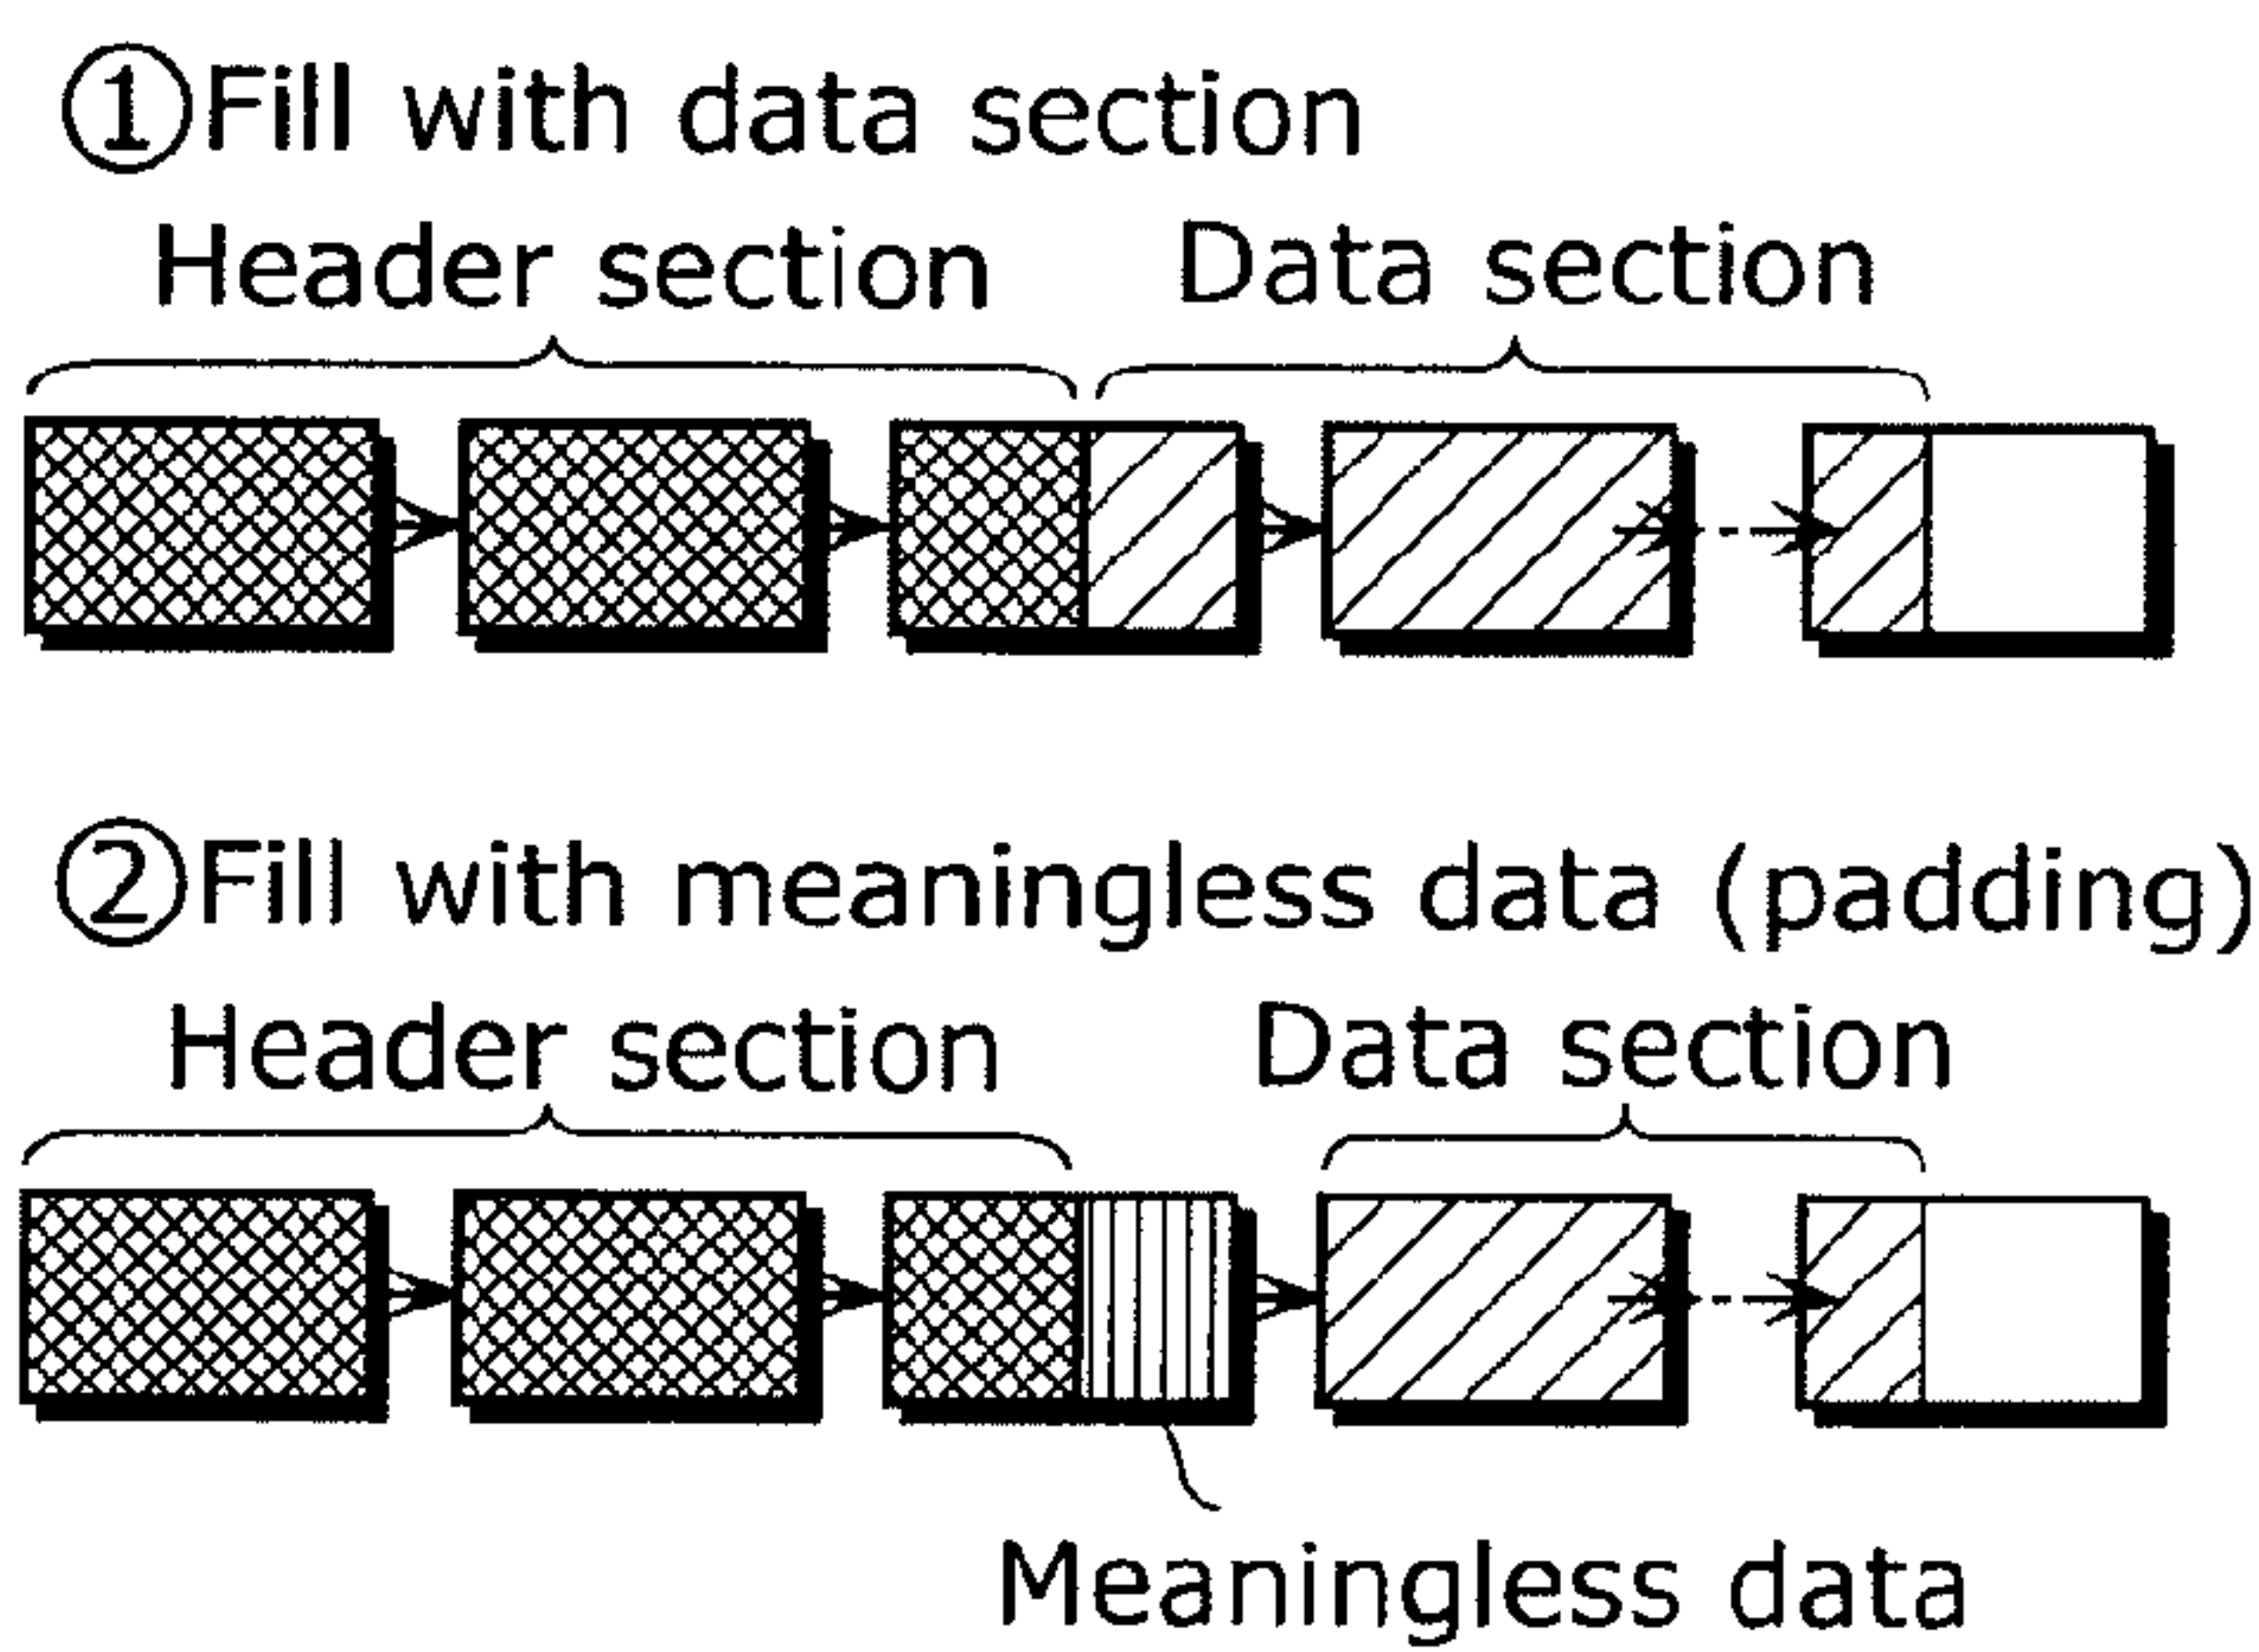 ①Fill with data section
Header section Data section
②Fill with meaningless data (padding)
Header section Data section
Meaningless data